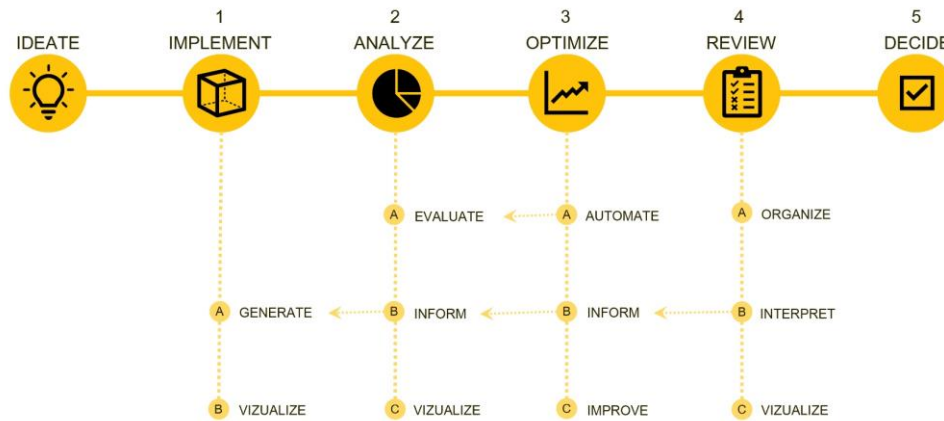 1 2 3 4 5
IDEATE IMPLEMENT ANALYZE OPTIMIZE REVIEW DECIDE
A EVALUATE A AUTOMATE A ORGANIZE
A GENERATE B INFORM B INFORM B INTERPRET
B VIZUALIZE C VIZUALIZE C IMPROVE C VIZUALIZE